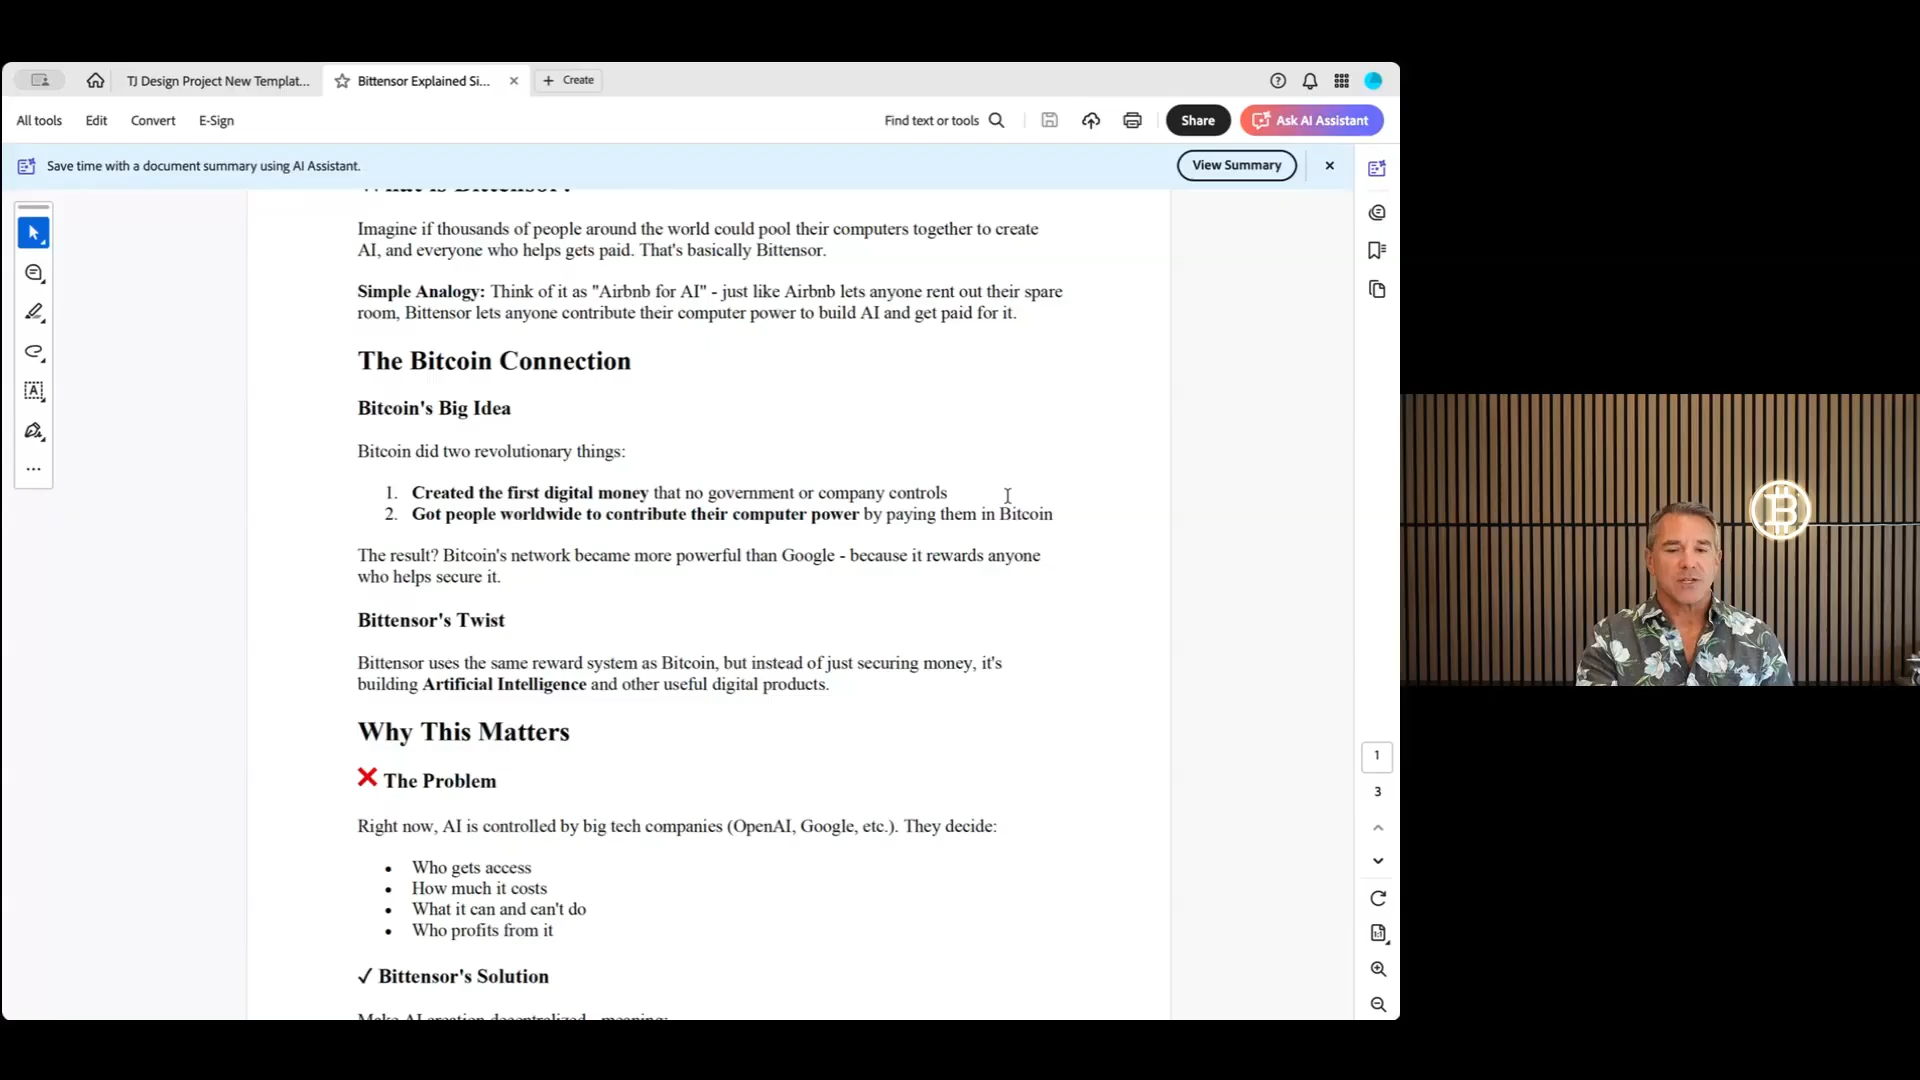 TJ Design Project New Templat...
Bittensor Explained Si...
Create
All tools
Edit
Convert
E-Sign
Find text or tools
Share
Ask AI Assistant
Save time with a document summary using AI Assistant.
View Summary
What is Bittensor?
Imagine if thousands of people around the world could pool their computers together to create
AI, and everyone who helps gets paid. That's basically Bittensor.
Simple Analogy: Think of it as "Airbnb for AI" - just like Airbnb lets anyone rent out their spare
room, Bittensor lets anyone contribute their computer power to build AI and get paid for it.
The Bitcoin Connection
Bitcoin's Big Idea
Bitcoin did two revolutionary things:
1. Created the first digital money that no government or company controls
2. Got people worldwide to contribute their computer power by paying them in Bitcoin
The result? Bitcoin's network became more powerful than Google - because it rewards anyone
who helps secure it.
Bittensor's Twist
Bittensor uses the same reward system as Bitcoin, but instead of just securing money, it's
building Artificial Intelligence and other useful digital products.
Why This Matters
❌ The Problem
Right now, AI is controlled by big tech companies (OpenAI, Google, etc.). They decide:
• Who gets access
• How much it costs
• What it can and can't do
• Who profits from it
✓ Bittensor's Solution
Make AI creation decentralized - meaning:
1
3